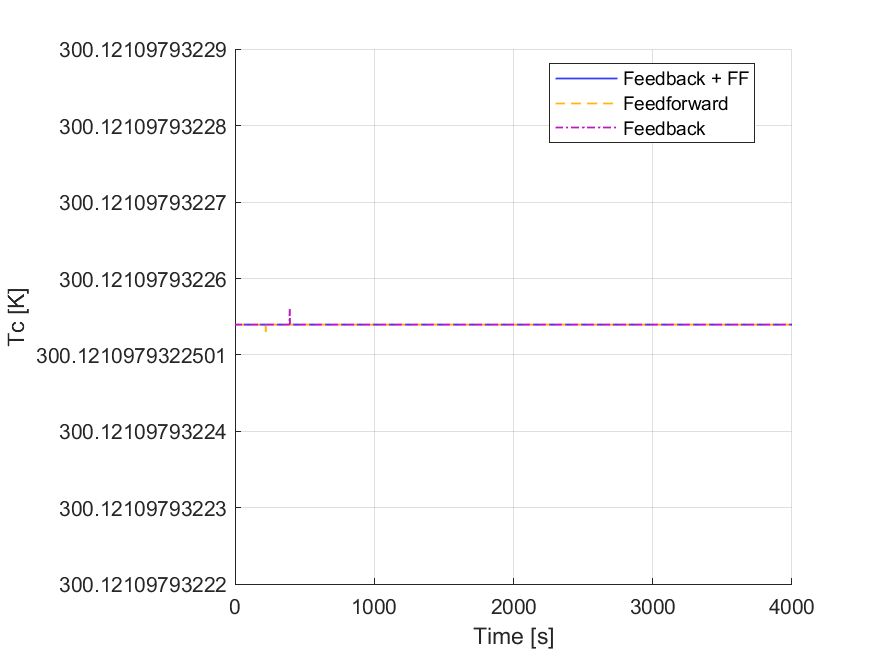 300.12109793229
300.12109793228
300.12109793227
300.12109793226
300.1210979322501
300.12109793224
300.12109793223
300.12109793222
Tc [K]
Feedback + FF
Feedforward
Feedback
0 1000 2000 3000 4000
Time [s]